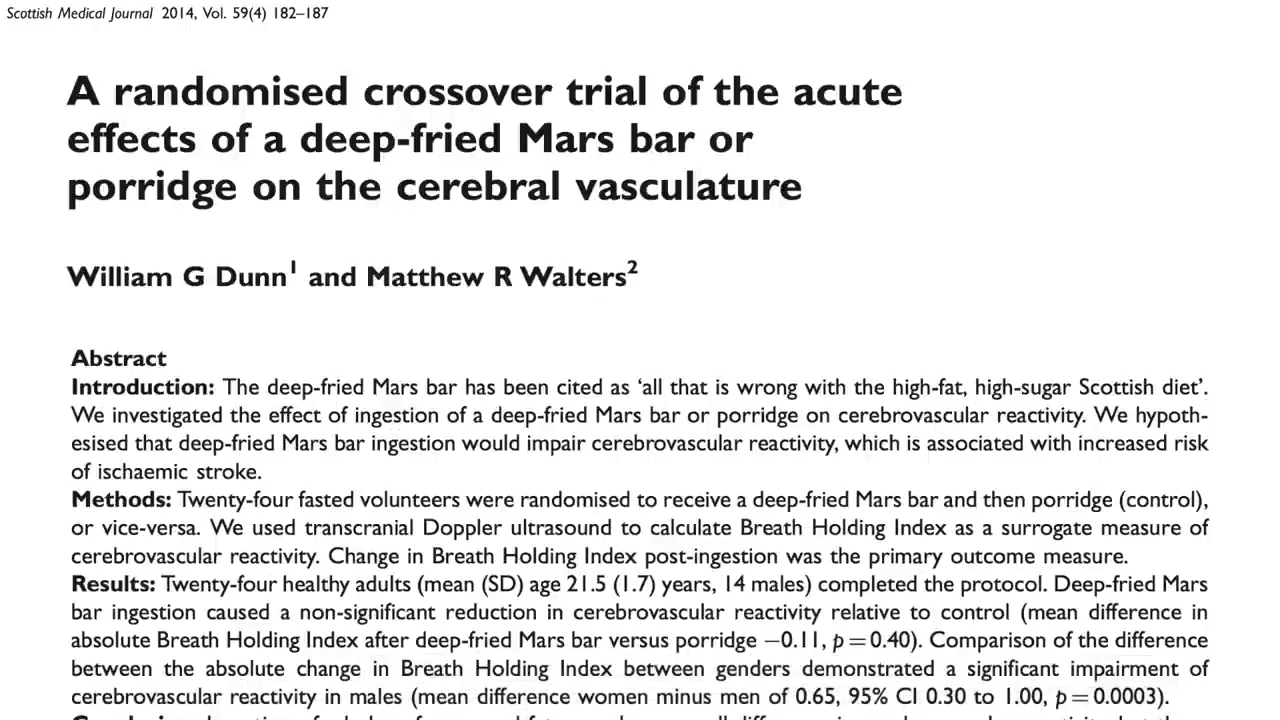 Scottish Medical Journal 2014, Vol. 59(4) 182–187
A randomised crossover trial of the acute
effects of a deep-fried Mars bar or
porridge on the cerebral vasculature
William G Dunn1 and Matthew R Walters2
Abstract
Introduction: The deep-fried Mars bar has been cited as ‘all that is wrong with the high-fat, high-sugar Scottish diet’.
We investigated the effect of ingestion of a deep-fried Mars bar or porridge on cerebrovascular reactivity. We hypoth-
esised that deep-fried Mars bar ingestion would impair cerebrovascular reactivity, which is associated with increased risk
of ischaemic stroke.
Methods: Twenty-four fasted volunteers were randomised to receive a deep-fried Mars bar and then porridge (control),
or vice-versa. We used transcranial Doppler ultrasound to calculate Breath Holding Index as a surrogate measure of
cerebrovascular reactivity. Change in Breath Holding Index post-ingestion was the primary outcome measure.
Results: Twenty-four healthy adults (mean (SD) age 21.5 (1.7) years, 14 males) completed the protocol. Deep-fried Mars
bar ingestion caused a non-significant reduction in cerebrovascular reactivity relative to control (mean difference in
absolute Breath Holding Index after deep-fried Mars bar versus porridge −0.11, p = 0.40). Comparison of the difference
between the absolute change in Breath Holding Index between genders demonstrated a significant impairment of
cerebrovascular reactivity in males (mean difference women minus men of 0.65, 95% CI 0.30 to 1.00, p = 0.0003).